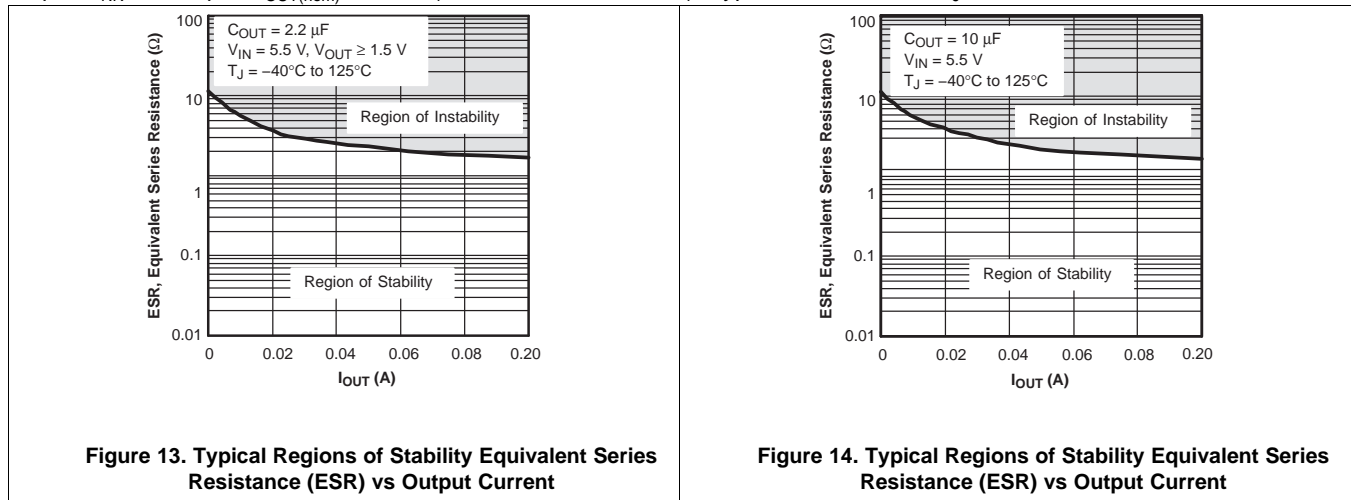 100
C_OUT = 2.2 µF
V_IN = 5.5 V, V_OUT ≥ 1.5 V
T_J = –40°C to 125°C
10
Region of Instability
1
0.1
Region of Stability
0.01
ESR, Equivalent Series Resistance (Ω)
0 0.02 0.04 0.06 0.08 0.20
I_OUT (A)
Figure 13. Typical Regions of Stability Equivalent Series
Resistance (ESR) vs Output Current
100
C_OUT = 10 µF
V_IN = 5.5 V
T_J = –40°C to 125°C
10
Region of Instability
1
0.1
Region of Stability
0.01
ESR, Equivalent Series Resistance (Ω)
0 0.02 0.04 0.06 0.08 0.20
I_OUT (A)
Figure 14. Typical Regions of Stability Equivalent Series
Resistance (ESR) vs Output Current